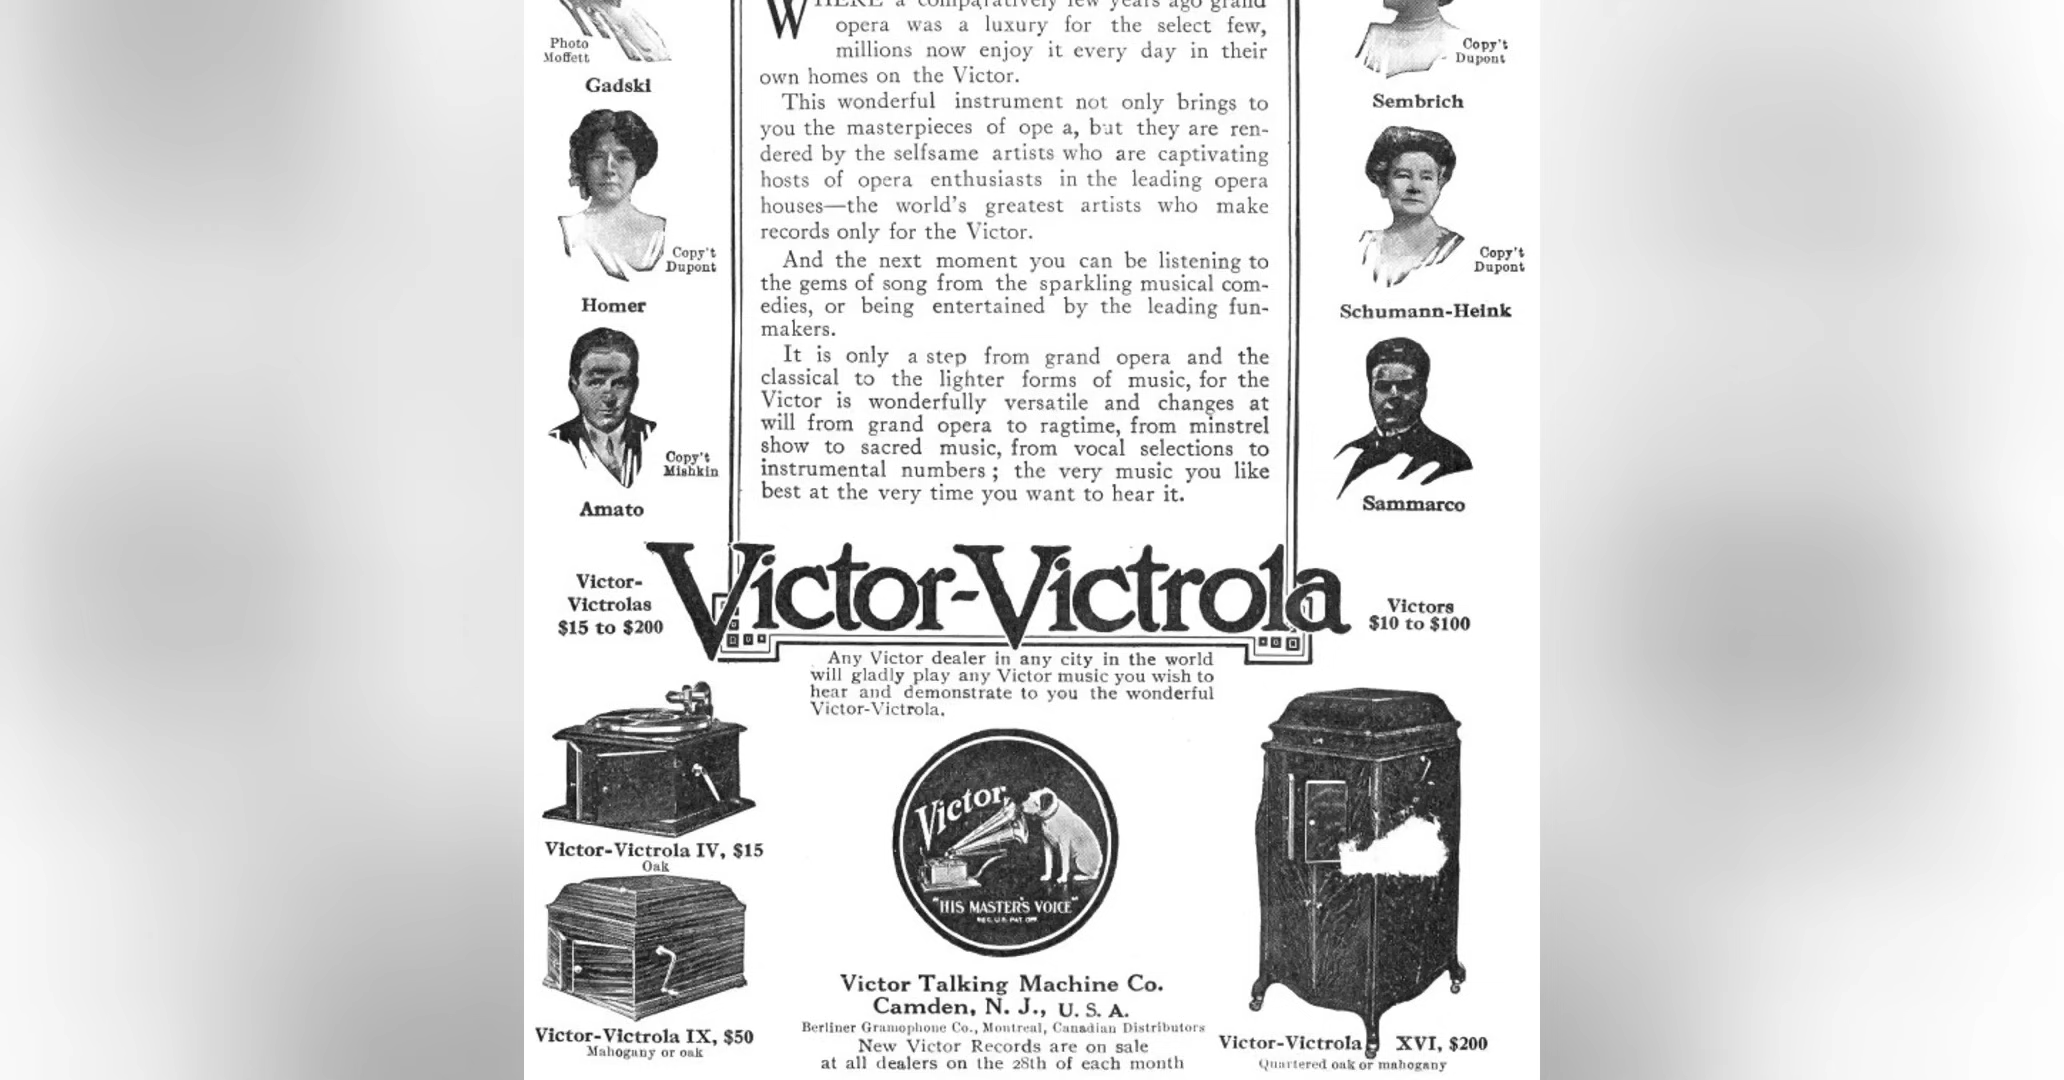 WHERE a comparatively few years ago grand
opera was a luxury for the select few,
millions now enjoy it every day in their
own homes on the Victor.
This wonderful instrument not only brings to
you the masterpieces of ope a, but they are ren-
dered by the selfsame artists who are captivating
hosts of opera enthusiasts in the leading opera
houses—the world's greatest artists who make
records only for the Victor.
And the next moment you can be listening to
the gems of song from the sparkling musical com-
edies, or being entertained by the leading fun-
makers.
It is only a step from grand opera and the
classical to the lighter forms of music, for the
Victor is wonderfully versatile and changes at
will from grand opera to ragtime, from minstrel
show to sacred music, from vocal selections to
instrumental numbers; the very music you like
best at the very time you want to hear it.
Photo
Moffett
Gadski
Copy't
Dupont
Homer
Copy't
Mishkin
Amato
Copy't
Dupont
Sembrich
Copy't
Dupont
Schumann-Heink
Sammarco
Victor-
Victrolas
$15 to $200
Victor-Victrola
Victors
$10 to $100
Any Victor dealer in any city in the world
will gladly play any Victor music you wish to
hear and demonstrate to you the wonderful
Victor-Victrola.
Victor-Victrola IV, $15
Oak
Victor-Victrola IX, $50
Mahogany or oak
Victor
"HIS MASTER'S VOICE"
REG. U.S. PAT. OFF.
Victor Talking Machine Co.
Camden, N. J., U. S. A.
Berliner Gramophone Co., Montreal, Canadian Distributors
New Victor Records are on sale
at all dealers on the 28th of each month
Victor-Victrola XVI, $200
Quartered oak or mahogany